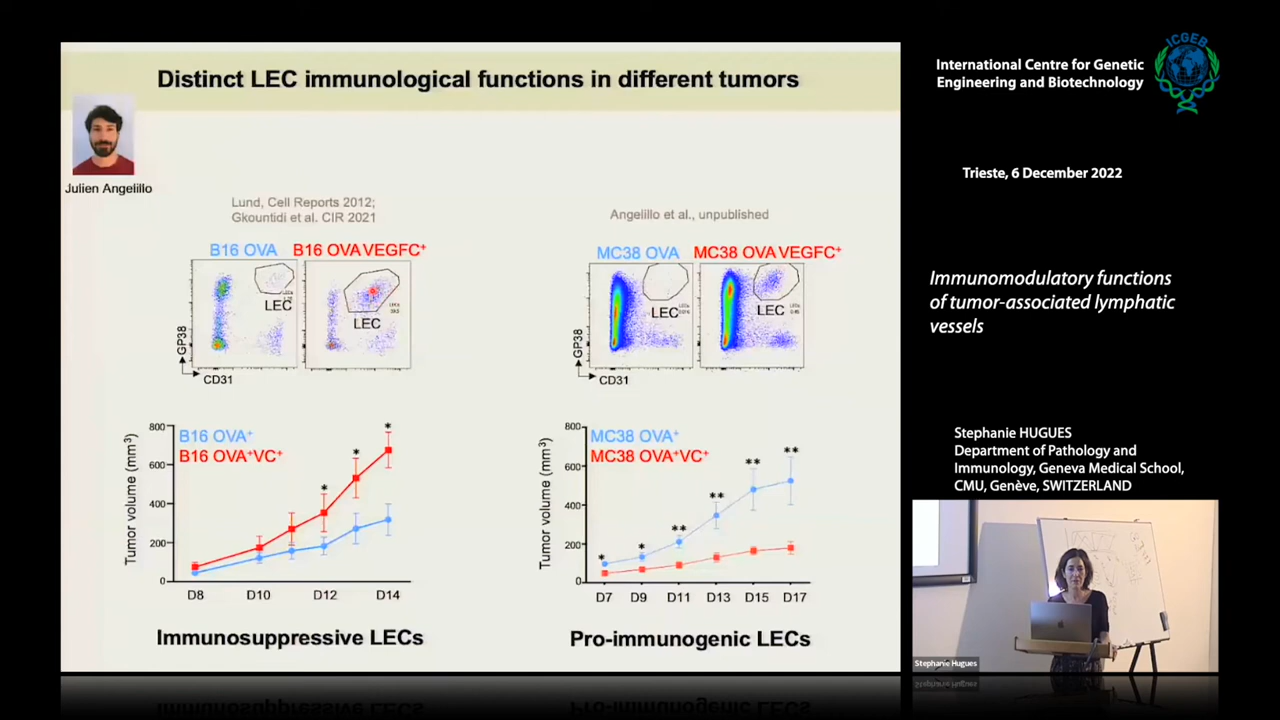 Distinct LEC immunological functions in different tumors
Julien Angelillo
Lund, Cell Reports 2012;
Gkountidi et al. CIR 2021
B16 OVA
B16 OVA VEGFC⁺
LEC
LEC
GP38
CD31
Angelillo et al., unpublished
MC38 OVA
MC38 OVA VEGFC⁺
LEC
LEC
GP38
CD31
Tumor volume (mm³)
800
600
400
200
0
B16 OVA⁺
B16 OVA⁺VC⁺
*
*
*
D8
D10
D12
D14
Immunosuppressive LECs
Tumor volume (mm³)
800
600
400
200
0
MC38 OVA⁺
MC38 OVA⁺VC⁺
*
*
**
**
**
**
D7
D9
D11
D13
D15
D17
Pro-immunogenic LECs
International Centre for Genetic
Engineering and Biotechnology
ICGEB
Trieste, 6 December 2022
Immunomodulatory functions
of tumor-associated lymphatic
vessels
Stephanie HUGUES
Department of Pathology and
Immunology, Geneva Medical School,
CMU, Genève, SWITZERLAND
Stephanie Hugues